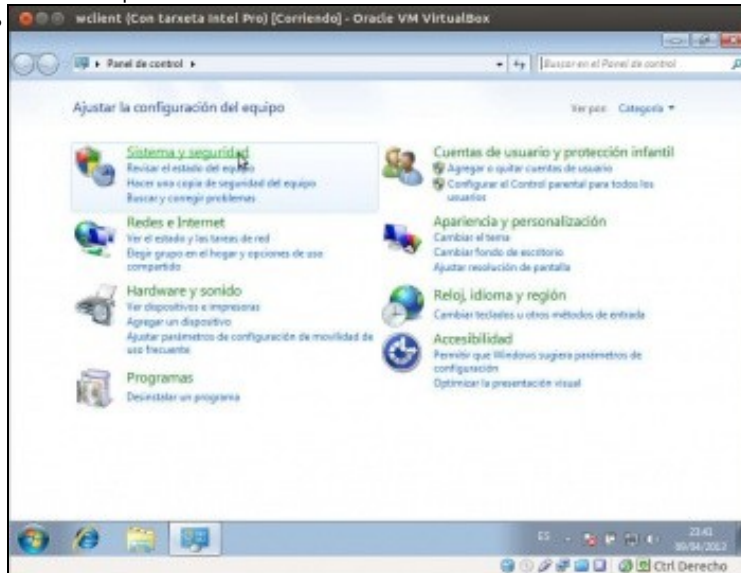 wclient (Con tarxeta Intel Pro) [Corriendo] - Oracle VM VirtualBox
Panel de control
Buscar en el Panel de control
Ajustar la configuración del equipo
Ver por: Categoría
Sistema y seguridad
Revisar el estado del equipo
Hacer una copia de seguridad del equipo
Buscar y corregir problemas
Redes e Internet
Ver el estado y las tareas de red
Elegir grupo en el hogar y opciones de uso
compartido
Hardware y sonido
Ver dispositivos e impresoras
Agregar un dispositivo
Ajustar parámetros de configuración de movilidad de
uso frecuente
Programas
Desinstalar un programa
Cuentas de usuario y protección infantil
Agregar o quitar cuentas de usuario
Configurar el Control parental para todos los
usuarios
Apariencia y personalización
Cambiar el tema
Cambiar fondo de escritorio
Ajustar resolución de pantalla
Reloj, idioma y región
Cambiar teclados u otros métodos de entrada
Accesibilidad
Permitir que Windows sugiera parámetros de
configuración
Optimizar la presentación visual
ES
23:41
09/04/2012
Ctrl Derecho